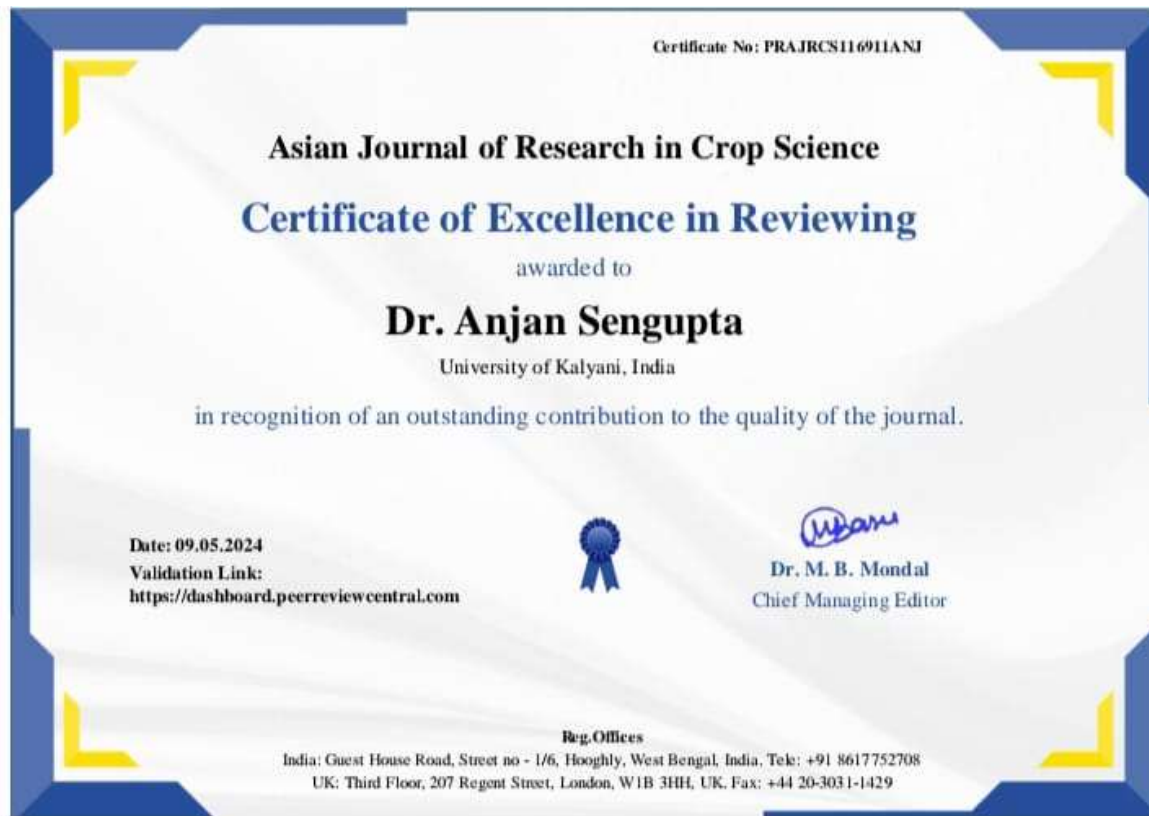 Certificate No: PRAJRCS116911ANJ
Asian Journal of Research in Crop Science
Certificate of Excellence in Reviewing
awarded to
Dr. Anjan Sengupta
University of Kalyani, India
in recognition of an outstanding contribution to the quality of the journal.
Date: 09.05.2024
Validation Link:
https://dashboard.peerreviewcentral.com
Dr. M. B. Mondal
Chief Managing Editor
Reg.Offices
India: Guest House Road, Street no - 1/6, Hooghly, West Bengal, India, Tele: +91 8617752708
UK: Third Floor, 207 Regent Street, London, W1B 3HH, UK. Fax: +44 20-3031-1429